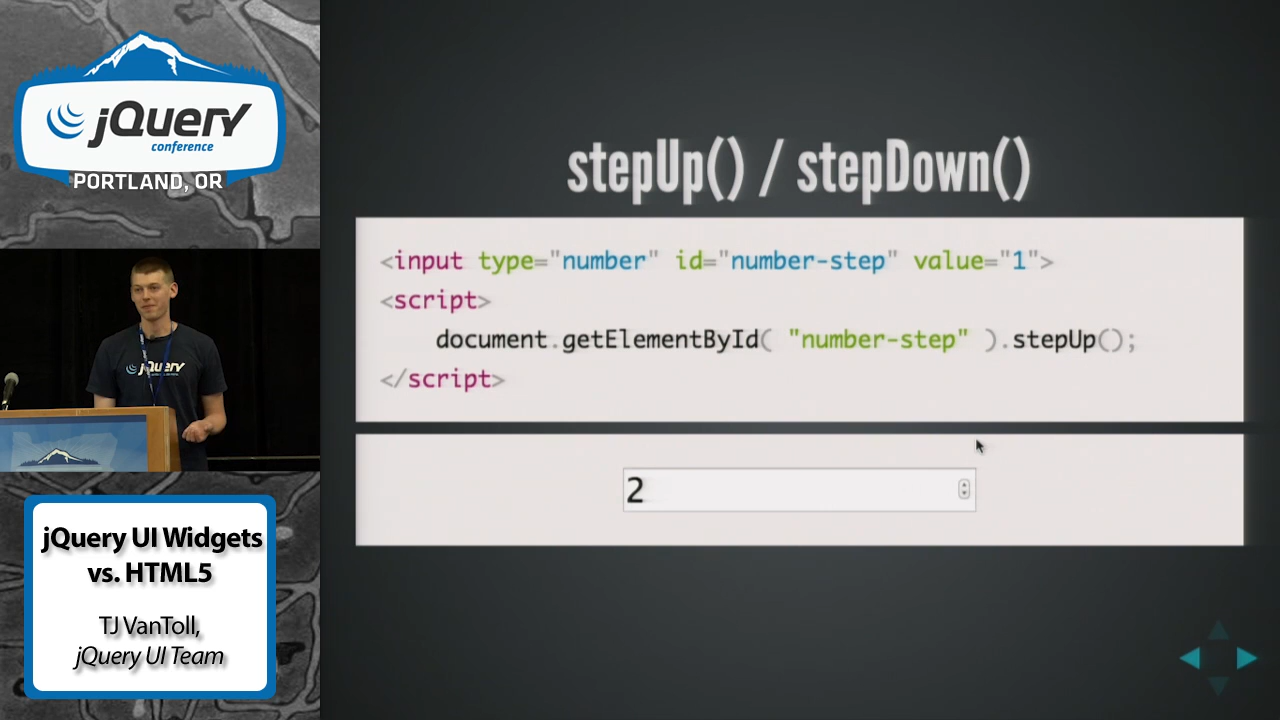 jQuery
conference
PORTLAND, OR
jQuery
jQuery UI Widgets
vs. HTML5
TJ VanToll,
jQuery UI Team
stepUp() / stepDown()
<input type="number" id="number-step" value="1">
<script>
document.getElementById( "number-step" ).stepUp();
</script>
2